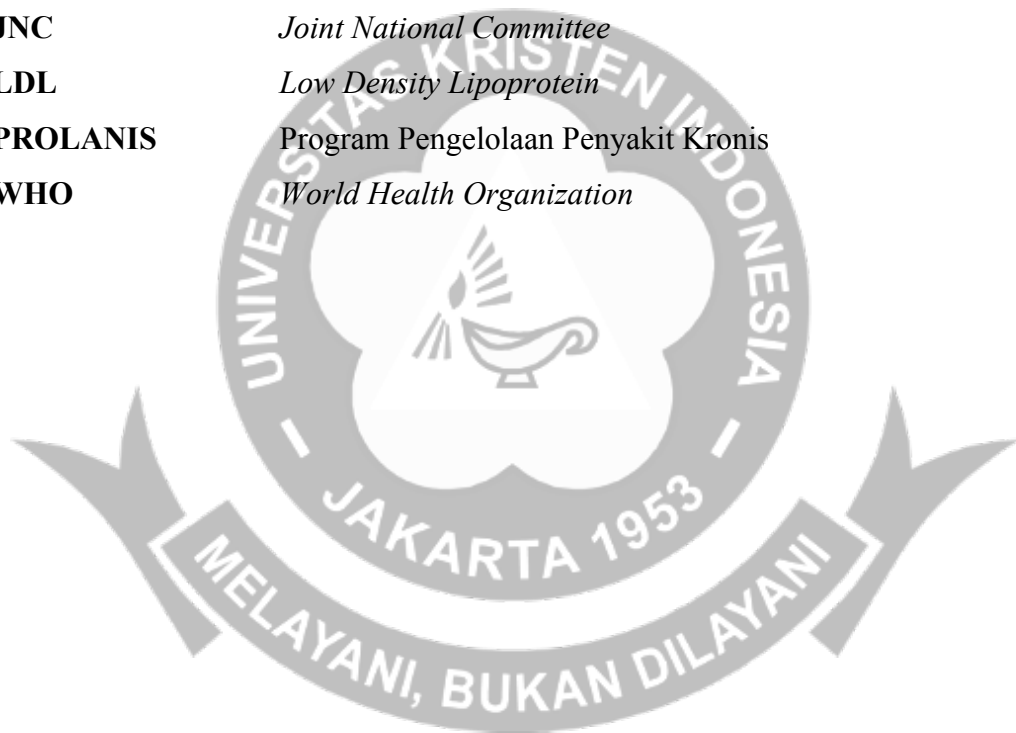 JNC Joint National Committee
LDL Low Density Lipoprotein
PROLANIS Program Pengelolaan Penyakit Kronis
WHO World Health Organization
UNIVERSITAS KRISTEN INDONESIA
- JAKARTA 1953 -
MELAYANI, BUKAN DILAYANI